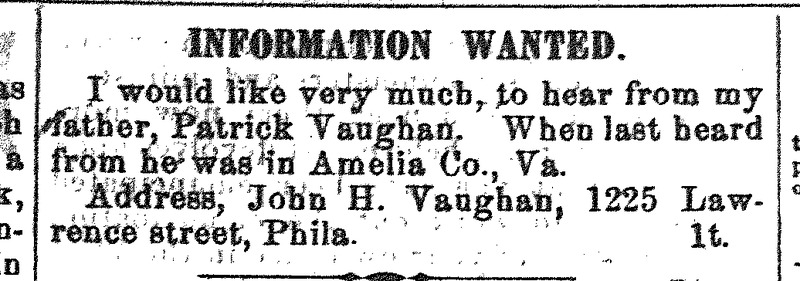 INFORMATION WANTED.
I would like very much, to hear from my
father, Patrick Vaughan. When last heard
from he was in Amelia Co., Va.
Address, John H. Vaughan, 1225 Law-
rence street, Phila. 1t.